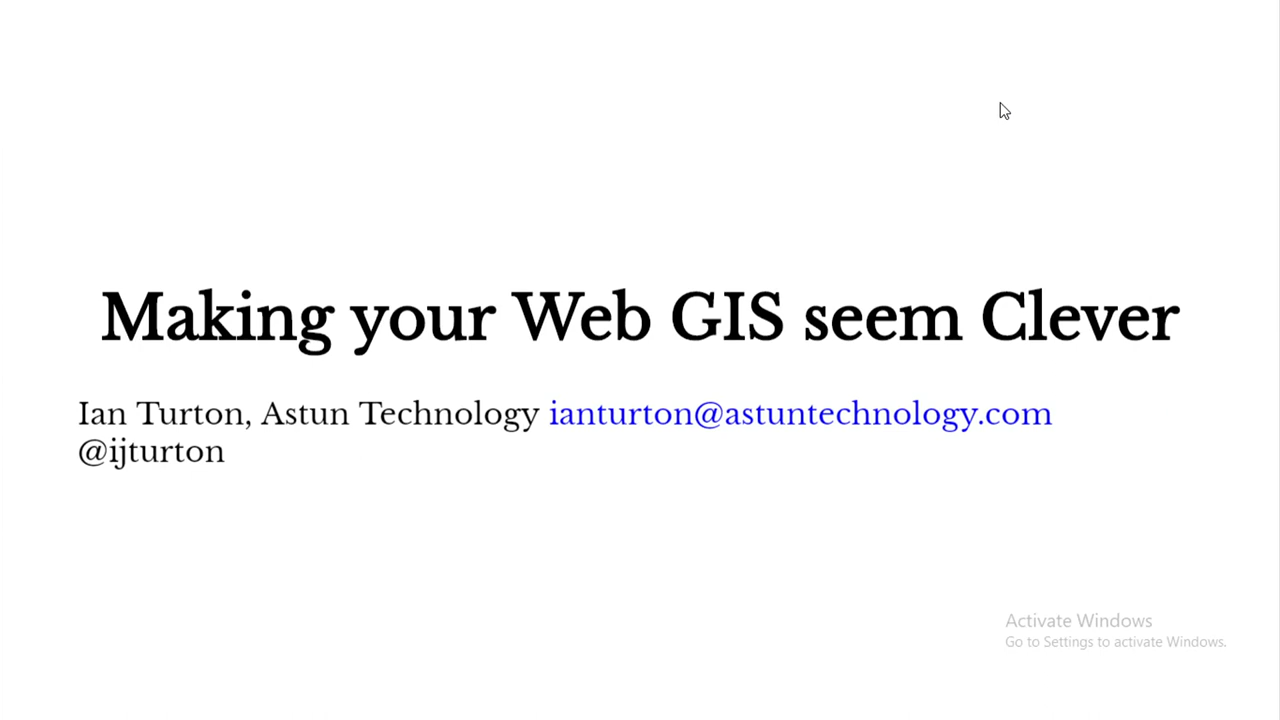 Making your Web GIS seem Clever
Ian Turton, Astun Technology ianturton@astuntechnology.com
@ijturton
Activate Windows
Go to Settings to activate Windows.